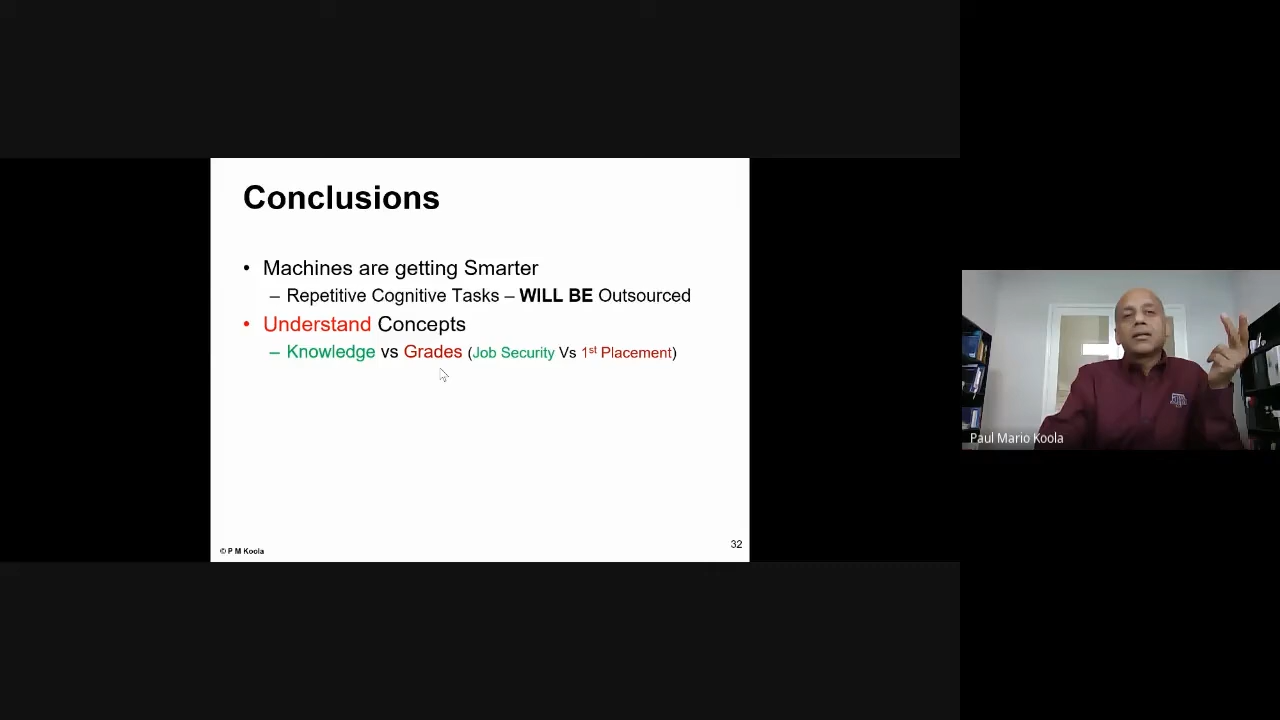 Conclusions
• Machines are getting Smarter
– Repetitive Cognitive Tasks – WILL BE Outsourced
• Understand Concepts
– Knowledge vs Grades (Job Security Vs 1st Placement)
© P M Koola
32
Paul Mario Koola